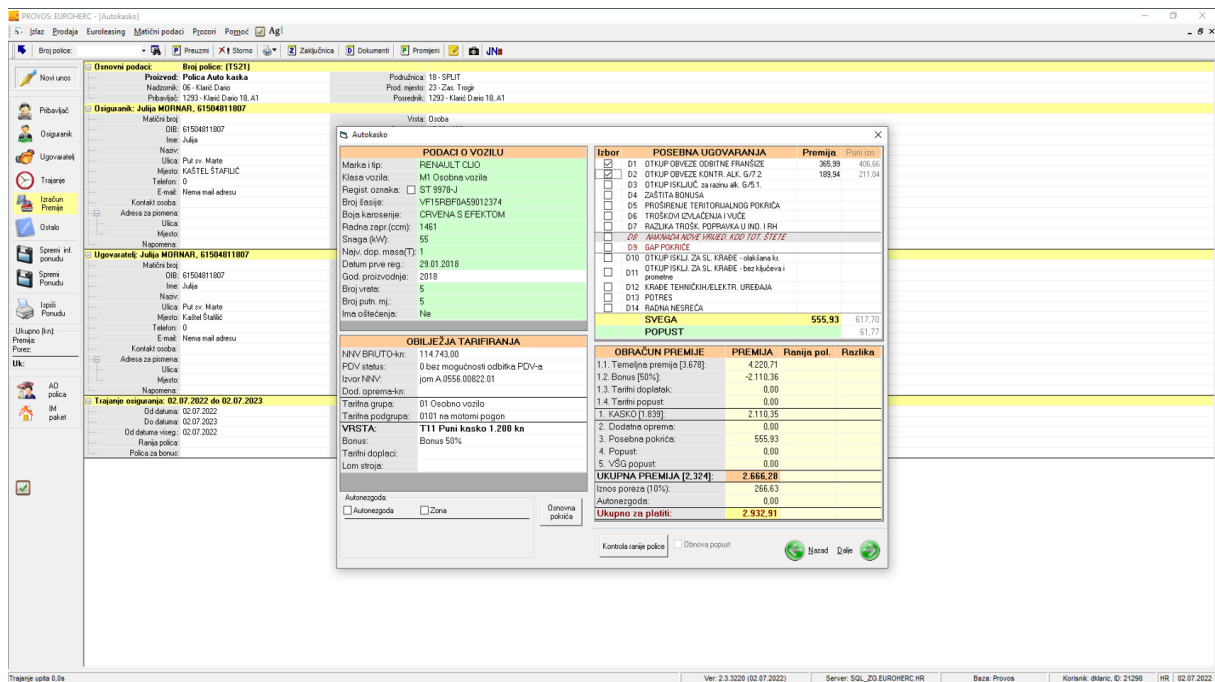 PROVOS: EUROHERC - [Autokasko]
Izlaz Prodaja Euroleasing Matični podaci Prozori Pomoć Ag!
Broj police: P Preuzmi X! Storno Z Zaključnica D Dokumenti P Promijeni JN
Novi unos
Pribavljač
Osiguranik
Ugovaratelj
Trajanje
Izračun Premije
Ostalo
Spremi inf. ponudu
Spremi Ponudu
Ispiši Ponudu
Ukupno (kn):
Premija:
Porez:
Uk:
AO polica
IM paket
Osnovni podaci: Broj police: (TS21)
Proizvod: Polica Auto kaska Podružnica: 18 - SPLIT
Nadzornik: 06 - Klarić Dario Prod. mjesto: 23 - Zas. Trogir
Pribavljač: 1293 - Klarić Dario 18, A1 Posrednik: 1293 - Klarić Dario 18, A1
Osiguranik: Julija MORNAR, 61504811807
Matični broj: Vrsta: Osoba
OIB: 61504811807
Ime: Julija
Naziv:
Ulica: Put sv. Marte
Mjesto: KAŠTEL ŠTAFILIĆ
Telefon: 0
E-mail: Nema mail adresu
Kontakt osoba:
Adresa za pismena:
Ulica:
Mjesto:
Napomena:
Ugovaratelj: Julija MORNAR, 61504811807
Matični broj:
OIB: 61504811807
Ime: Julija
Naziv:
Ulica: Put sv. Marte
Mjesto: Kaštel Štafilić
Telefon: 0
E-mail: Nema mail adresu
Kontakt osoba:
Adresa za pismena:
Ulica:
Mjesto:
Napomena:
Trajanje osiguranja: 02.07.2022 do 02.07.2023
Od datuma: 02.07.2022
Do datuma: 02.07.2023
Od datuma viseg.: 02.07.2022
Ranija polica:
Polica za bonus:
Autokasko
PODACI O VOZILU
Marka i tip: RENAULT CLIO
Klasa vozila: M1 Osobna vozila
Regist. oznaka: ST 9978-J
Broj šasije: VF15RBF0A59012374
Boja karoserije: CRVENA S EFEKTOM
Radna zapr.(ccm): 1461
Snaga (kW): 55
Najv. dop. masa(T): 1
Datum prve reg.: 29.01.2018
God. proizvodnje: 2018
Broj vrata: 5
Broj putn. mj.: 5
Ima oštećenja: Ne
OBILJEŽJA TARIFIRANJA
NNV BRUTO-kn: 114.743,00
PDV status: 0 bez mogućnosti odbitka PDV-a
Izvor NNV: jom A.0556.00822.01
Dod. oprema-kn:
Tarifna grupa: 01 Osobno vozilo
Tarifna podgrupa: 0101 na motorni pogon
VRSTA: T11 Puni kasko 1.200 kn
Bonus: Bonus 50%
Tarifni doplaci:
Lom stroja:
Autonezgoda:
Autonezgoda Zona
Osnovna pokrića
Izbor POSEBNA UGOVARANJA Premija Puni izn.
D1 OTKUP OBVEZE ODBITNE FRANŠIZE 365,99 406,66
D2 OTKUP OBVEZE KONTR. ALK. G/7.2. 189,94 211,04
D3 OTKUP ISKLJUČ. za razinu alk. G/5.1.
D4 ZAŠTITA BONUSA
D5 PROŠIRENJE TERITORIJALNOG POKRIĆA
D6 TROŠKOVI IZVLAČENJA I VUČE
D7 RAZLIKA TROŠK. POPRAVKA U INO. I RH
D8 NAKNADA NOVE VRIJED. KOD TOT. ŠTETE
D9 GAP POKRIĆE
D10 OTKUP ISKLJ. ZA SL. KRAĐE - olakšana kr.
D11 OTKUP ISKLJ. ZA SL. KRAĐE - bez ključeva i prometne
D12 KRAĐE TEHNIČKIH/ELEKTR. UREĐAJA
D13 POTRES
D14 RADNA NESREĆA
SVEGA 555,93 617,70
POPUST 61,77
OBRAČUN PREMIJE PREMIJA Ranija pol. Razlika
1.1. Temeljna premija [3.678]: 4.220,71
1.2. Bonus [50%]: -2.110,36
1.3. Tarifni doplatak: 0,00
1.4. Tarifni popust: 0,00
1. KASKO [1.839]: 2.110,35
2. Dodatna oprema: 0,00
3. Posebna pokrića: 555,93
4. Popust: 0,00
5. VŠG popust: 0,00
UKUPNA PREMIJA [2,324]: 2.666,28
Iznos poreza (10%): 266,63
Autonezgoda: 0,00
Ukupno za platiti: 2.932,91
Kontrola ranije police Obnova popust Nazad Dalje
Trajanje upita 0,0s Ver: 2.3.3220 (02.07.2022) Server: SQL_ZG.EUROHERC.HR Baza: Provos Korisnik: dklaric, ID: 21298 HR 02.07.2022